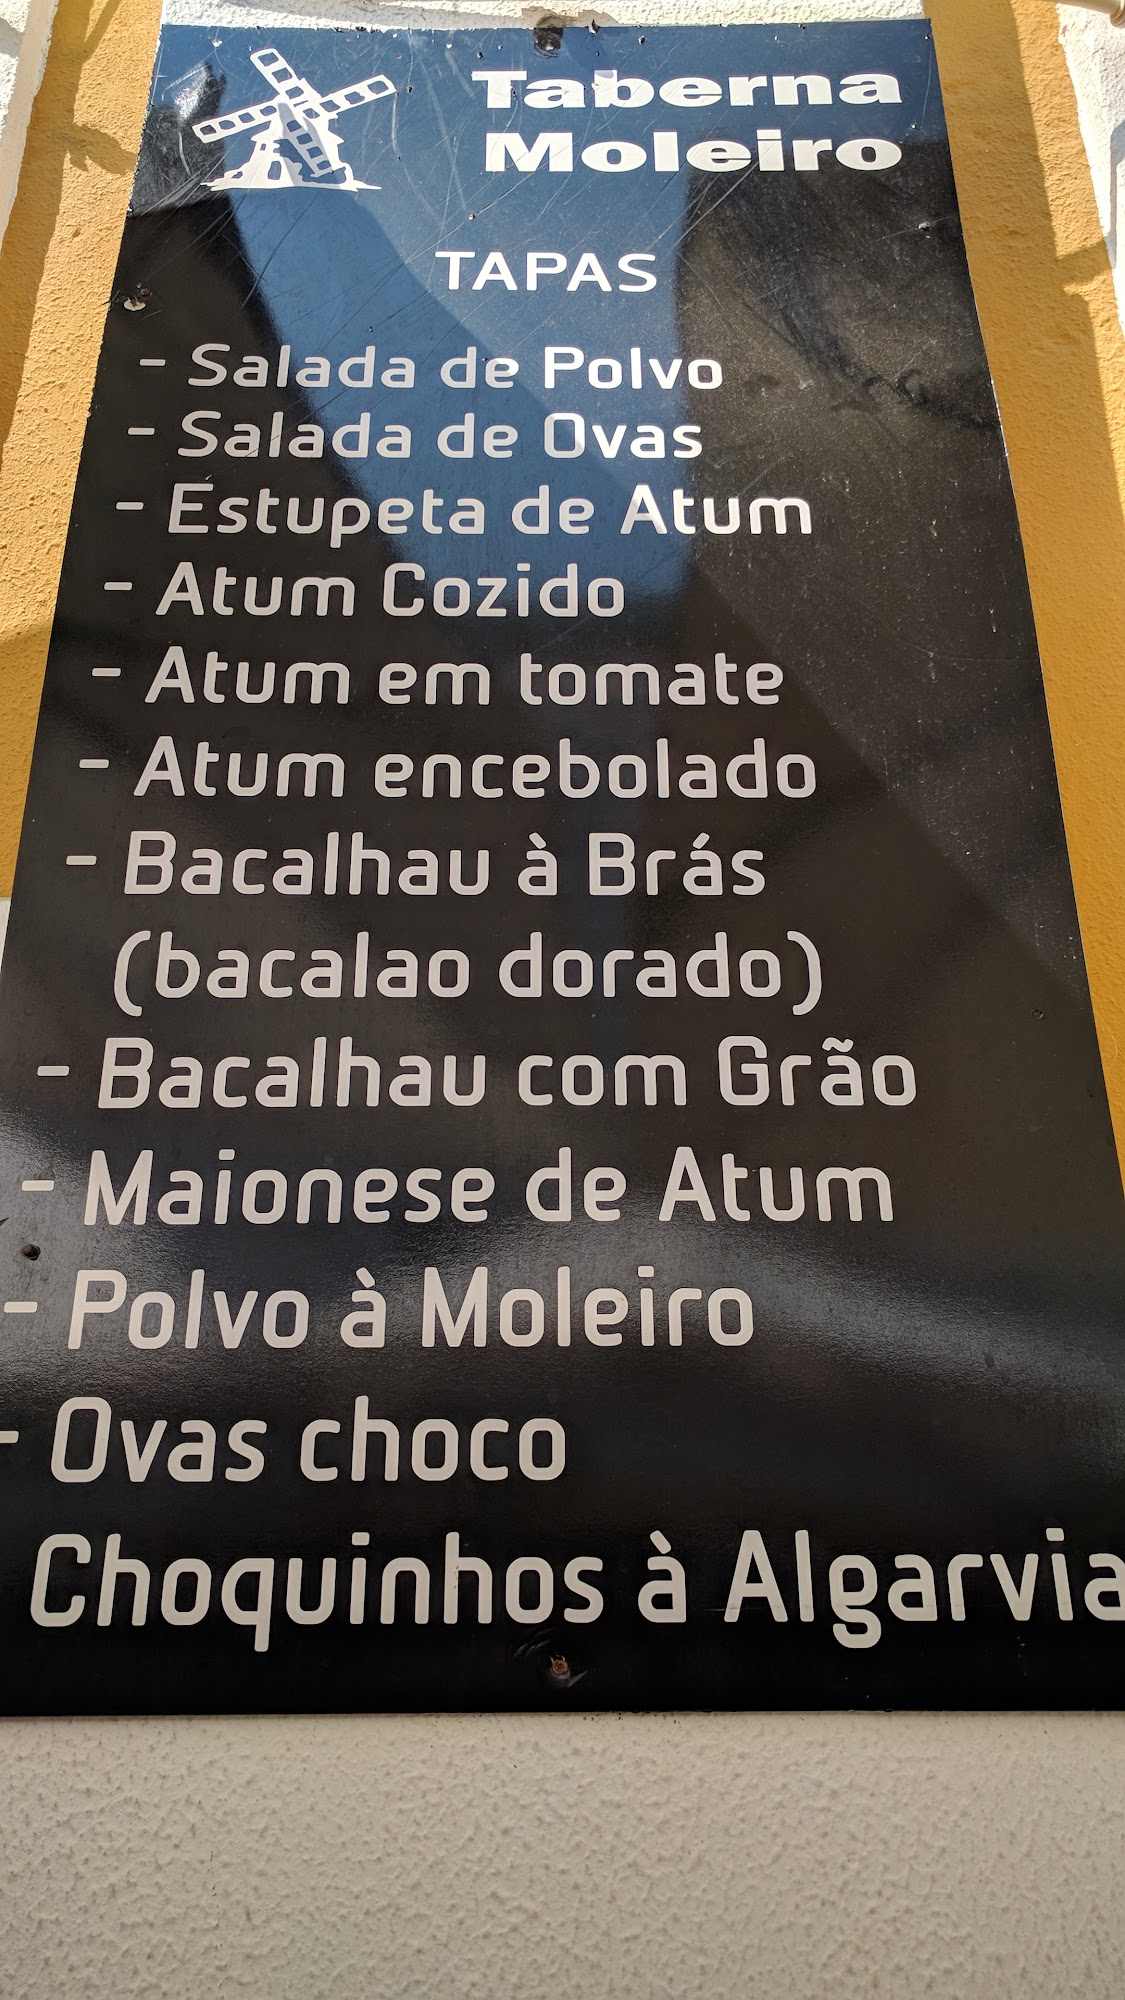 Taberna
Moleiro
TAPAS
- Salada de Polvo
- Salada de Ovas
- Estupeta de Atum
- Atum Cozido
- Atum em tomate
- Atum encebolado
- Bacalhau à Brás
(bacalao dorado)
- Bacalhau com Grão
- Maionese de Atum
- Polvo à Moleiro
- Ovas choco
Choquinhos à Algarvia